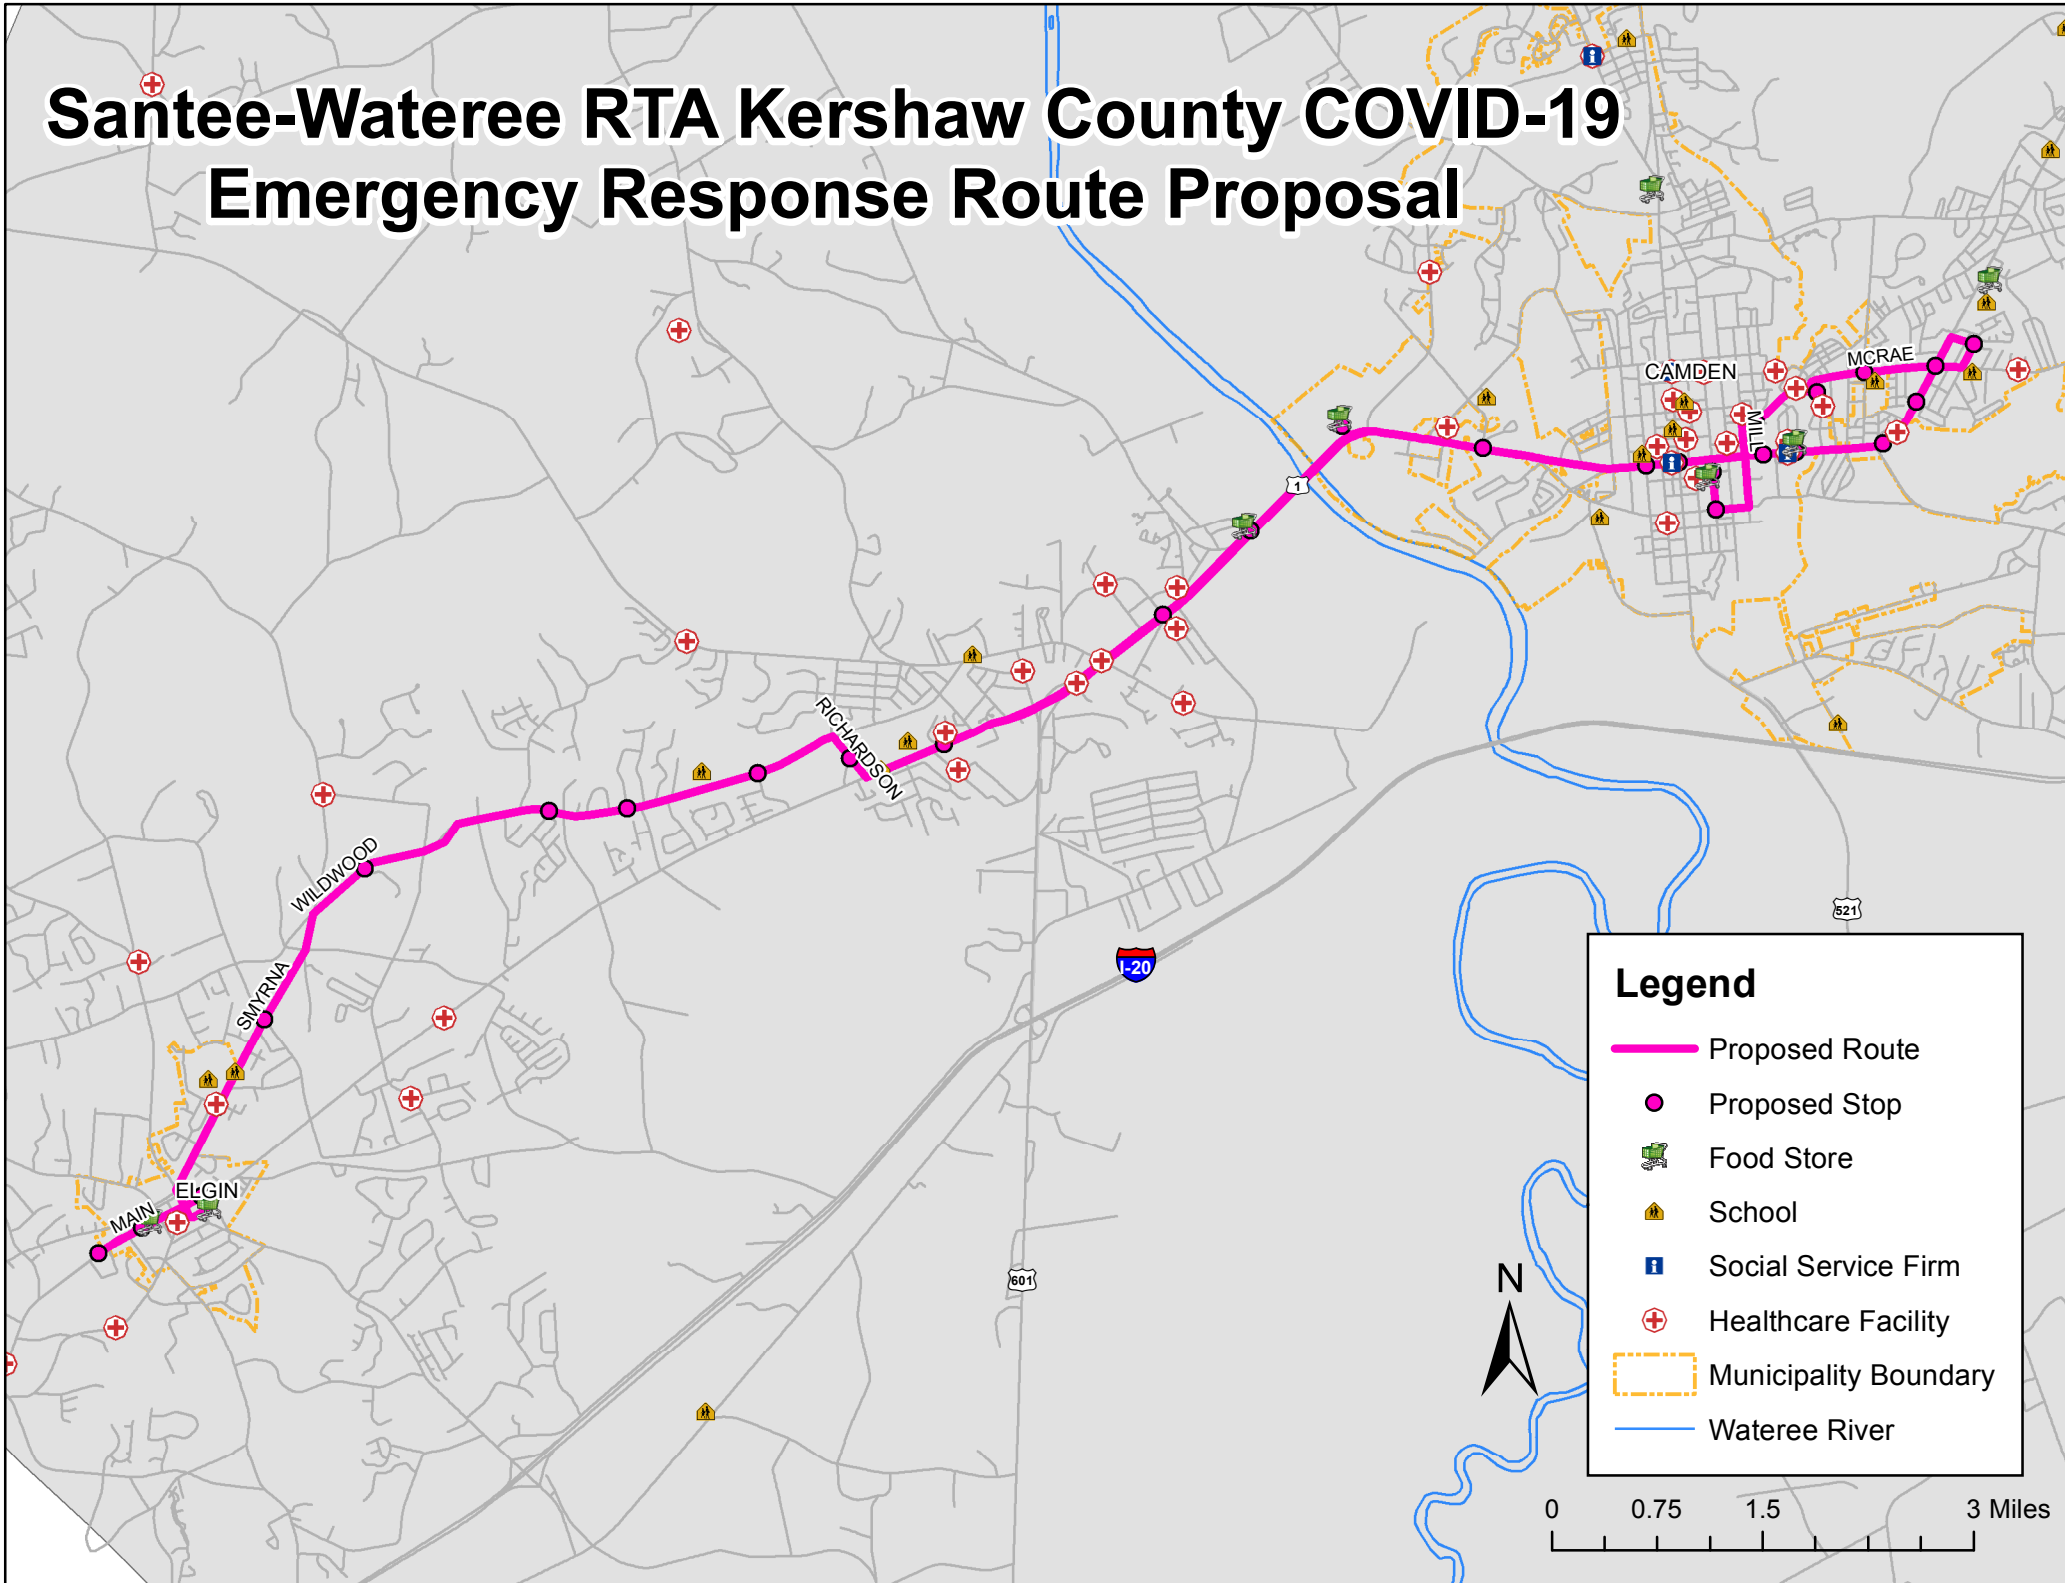 Santee-Wateree RTA Kershaw County COVID-19
Emergency Response Route Proposal
CAMDEN
MCRAE
MILL
1
RICHARDSON
WILDWOOD
SMYRNA
I-20
521
ELGIN
MAIN
601
Legend
Proposed Route
Proposed Stop
Food Store
School
Social Service Firm
Healthcare Facility
Municipality Boundary
Wateree River
N
0 0.75 1.5 3 Miles